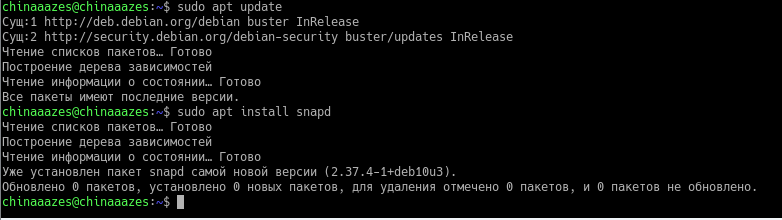 chinaaazes@chinaaazes:~$ sudo apt update
Сущ:1 http://deb.debian.org/debian buster InRelease
Сущ:2 http://security.debian.org/debian-security buster/updates InRelease
Чтение списков пакетов… Готово
Построение дерева зависимостей
Чтение информации о состоянии… Готово
Все пакеты имеют последние версии.
chinaaazes@chinaaazes:~$ sudo apt install snapd
Чтение списков пакетов… Готово
Построение дерева зависимостей
Чтение информации о состоянии… Готово
Уже установлен пакет snapd самой новой версии (2.37.4-1+deb10u3).
Обновлено 0 пакетов, установлено 0 новых пакетов, для удаления отмечено 0 пакетов, и 0 пакетов не обновлено.
chinaaazes@chinaaazes:~$